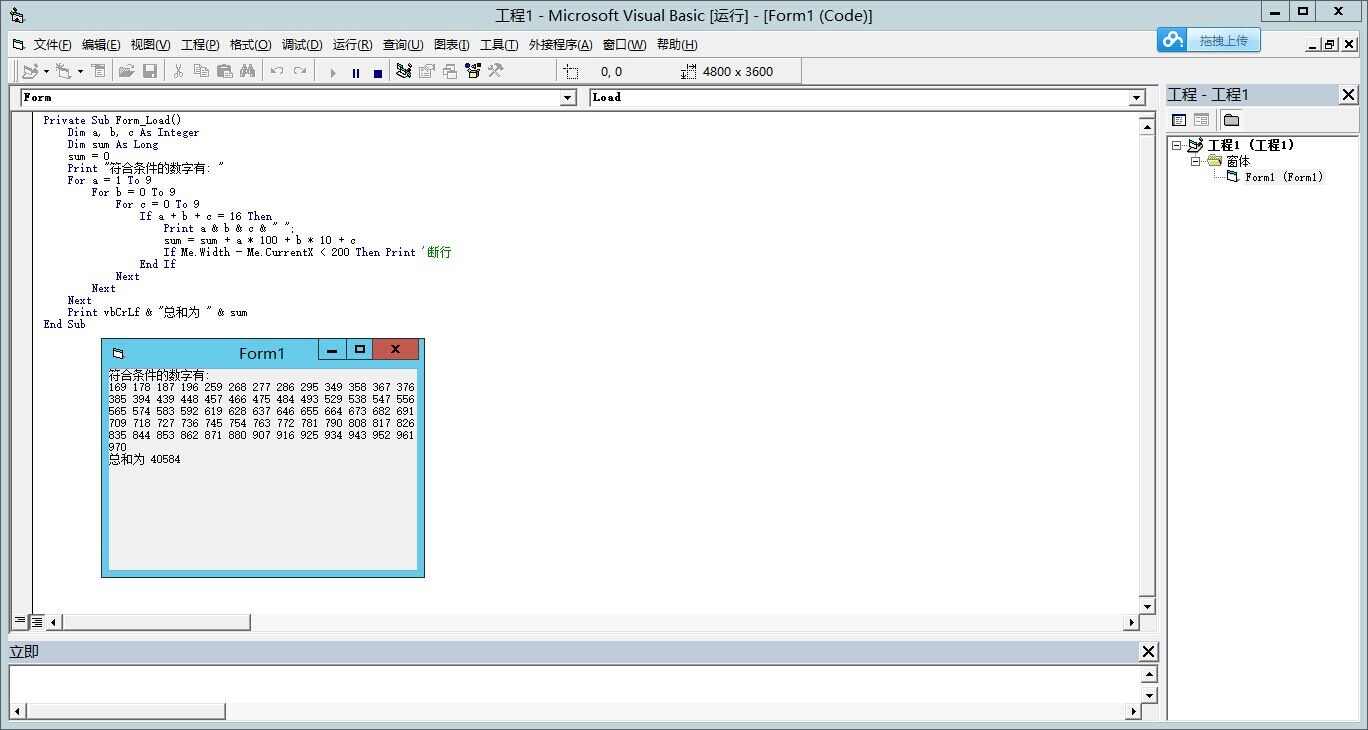 工程1 - Microsoft Visual Basic [运行] - [Form1 (Code)]
文件(F) 编辑(E) 视图(V) 工程(P) 格式(O) 调试(D) 运行(R) 查询(U) 图表(I) 工具(T) 外接程序(A) 窗口(W) 帮助(H)
拖拽上传
0, 0 4800 x 3600
Form Load
Private Sub Form_Load()
Dim a, b, c As Integer
Dim sum As Long
sum = 0
Print "符合条件的数字有: "
For a = 1 To 9
For b = 0 To 9
For c = 0 To 9
If a + b + c = 16 Then
Print a & b & c & " ";
sum = sum + a * 100 + b * 10 + c
If Me.Width - Me.CurrentX < 200 Then Print '断行
End If
Next
Next
Next
Print vbCrLf & "总和为 " & sum
End Sub
Form1
符合条件的数字有:
169 178 187 196 259 268 277 286 295 349 358 367 376
385 394 439 448 457 466 475 484 493 529 538 547 556
565 574 583 592 619 628 637 646 655 664 673 682 691
709 718 727 736 745 754 763 772 781 790 808 817 826
835 844 853 862 871 880 907 916 925 934 943 952 961
970
总和为 40584
立即
工程 - 工程1
工程1 (工程1)
窗体
Form1 (Form1)